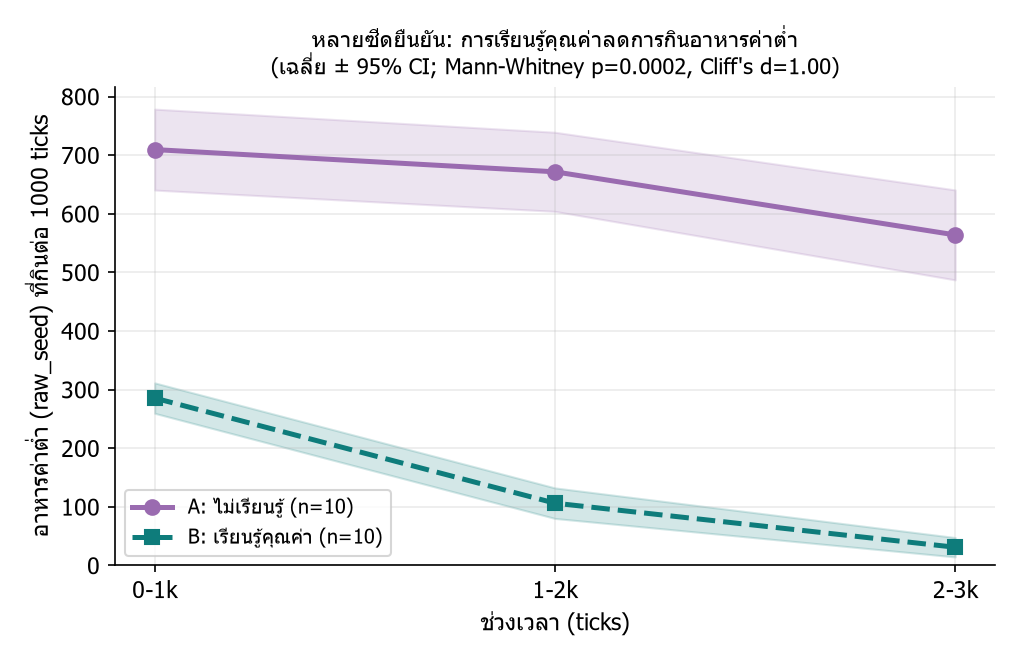 หลายซีดยืนยัน: การเรียนรู้คุณค่าลดการกินอาหารค่าต่ำ
(เฉลี่ย ± 95% CI; Mann-Whitney p=0.0002, Cliff's d=1.00)
อาหารค่าต่ำ (raw_seed) ที่กินต่อ 1000 ticks
800
700
600
500
400
300
200
100
0
A: ไม่เรียนรู้ (n=10)
B: เรียนรู้คุณค่า (n=10)
0-1k
1-2k
2-3k
ช่วงเวลา (ticks)